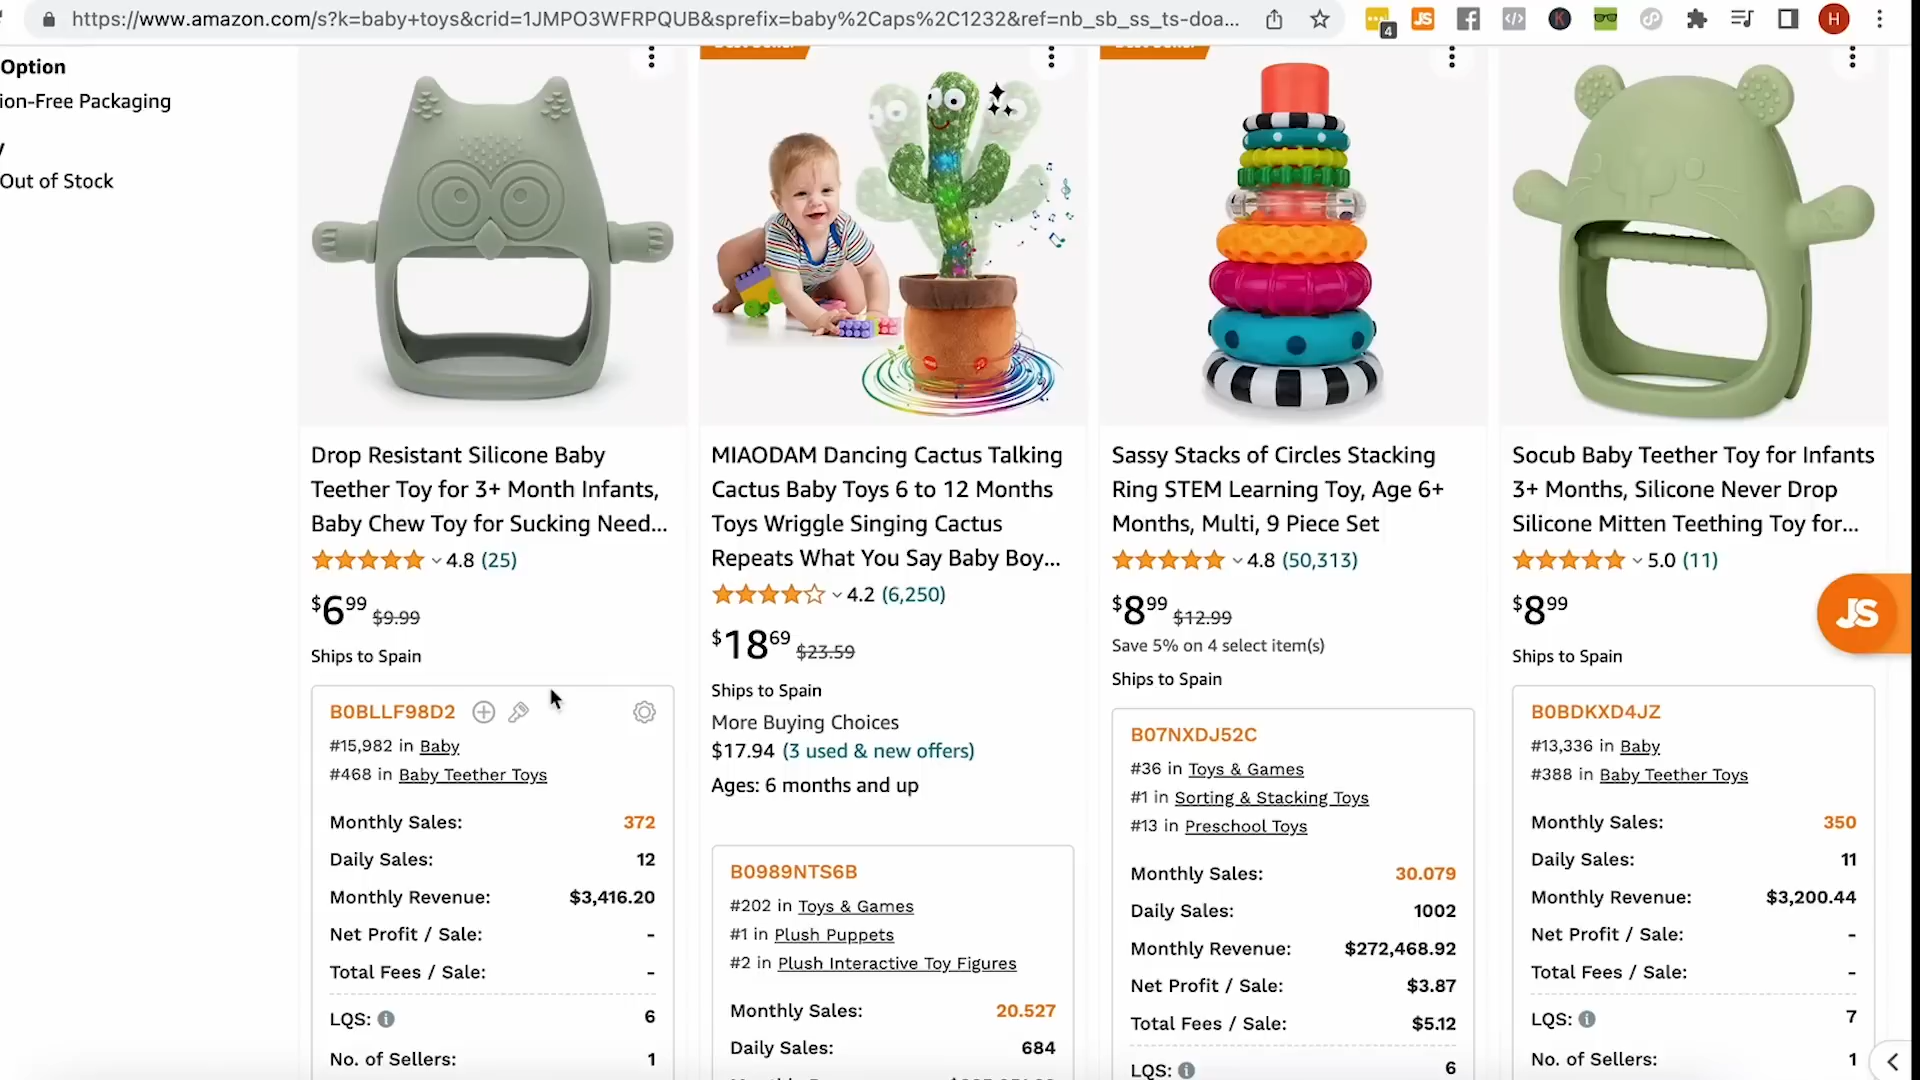 https://www.amazon.com/s?k=baby+toys&crid=1JMPO3WFRPQUB&sprefix=baby%2Caps%2C1232&ref=nb_sb_ss_ts-doa...
4
JS
H
Option
ion-Free Packaging
y
Out of Stock
Drop Resistant Silicone Baby
Teether Toy for 3+ Month Infants,
Baby Chew Toy for Sucking Need...
4.8 (25)
$6.99 $9.99
Ships to Spain
B0BLLF98D2
#15,982 in Baby
#468 in Baby Teether Toys
Monthly Sales: 372
Daily Sales: 12
Monthly Revenue: $3,416.20
Net Profit / Sale: -
Total Fees / Sale: -
LQS: 6
No. of Sellers: 1
MIAODAM Dancing Cactus Talking
Cactus Baby Toys 6 to 12 Months
Toys Wriggle Singing Cactus
Repeats What You Say Baby Boy...
4.2 (6,250)
$18.69 $23.59
Ships to Spain
More Buying Choices
$17.94 (3 used & new offers)
Ages: 6 months and up
B0989NTS6B
#202 in Toys & Games
#1 in Plush Puppets
#2 in Plush Interactive Toy Figures
Monthly Sales: 20.527
Daily Sales: 684
Sassy Stacks of Circles Stacking
Ring STEM Learning Toy, Age 6+
Months, Multi, 9 Piece Set
4.8 (50,313)
$8.99 $12.99
Save 5% on 4 select item(s)
Ships to Spain
B07NXDJ52C
#36 in Toys & Games
#1 in Sorting & Stacking Toys
#13 in Preschool Toys
Monthly Sales: 30.079
Daily Sales: 1002
Monthly Revenue: $272,468.92
Net Profit / Sale: $3.87
Total Fees / Sale: $5.12
LQS: 6
Socub Baby Teether Toy for Infants
3+ Months, Silicone Never Drop
Silicone Mitten Teething Toy for...
5.0 (11)
$8.99
Ships to Spain
B0BDKXD4JZ
#13,336 in Baby
#388 in Baby Teether Toys
Monthly Sales: 350
Daily Sales: 11
Monthly Revenue: $3,200.44
Net Profit / Sale: -
Total Fees / Sale: -
LQS: 7
No. of Sellers: 1
JS